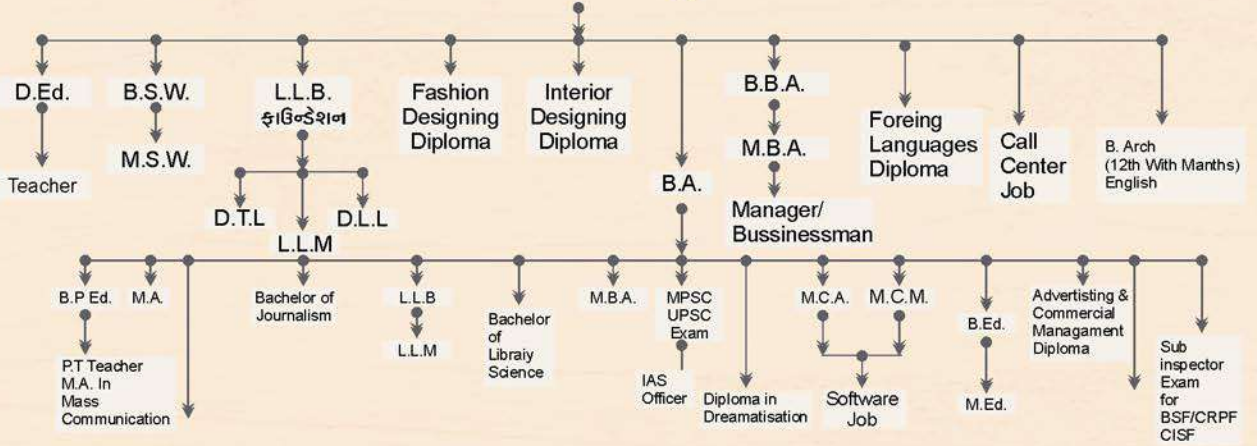 D.Ed.
Teacher
B.S.W.
M.S.W.
L.L.B.
ફાઉન્ડેશન
D.T.L
L.L.M
D.L.L
Fashion
Designing
Diploma
Interior
Designing
Diploma
B.A.
B.B.A.
M.B.A.
Manager/
Bussinessman
Foreing
Languages
Diploma
Call
Center
Job
B. Arch
(12th With Manths)
English
B.P Ed.
P.T Teacher
M.A. In
Mass
Communication
M.A.
Bachelor of
Journalism
L.L.B
L.L.M
Bachelor
of
Libraiy
Science
M.B.A.
MPSC
UPSC
Exam
IAS
Officer
Diploma in
Dreamatisation
M.C.A.
M.C.M.
Software
Job
B.Ed.
M.Ed.
Advertisting &
Commercial
Managament
Diploma
Sub
inspector
Exam
for
BSF/CRPF
CISF